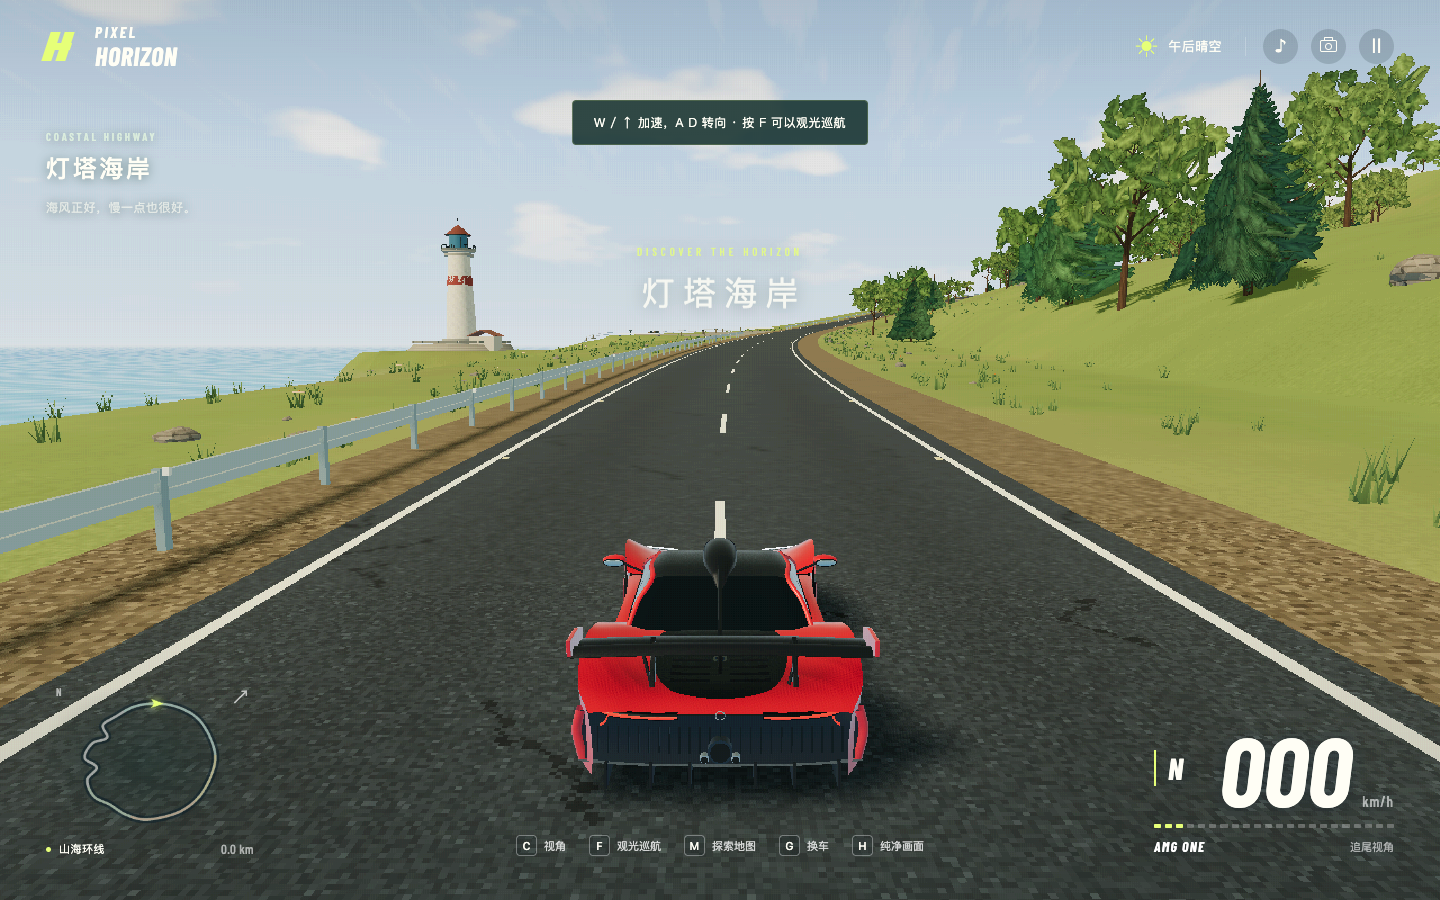 H
PIXEL
HORIZON
午后晴空
COASTAL HIGHWAY
灯塔海岸
海风正好，慢一点也很好。
W / ↑ 加速，A D 转向 · 按 F 可以观光巡航
DISCOVER THE HORIZON
灯塔海岸
N
山海环线
0.0 km
C 视角
F 观光巡航
M 探索地图
G 换车
H 纯净画面
N
000
km/h
AMG ONE
追尾视角